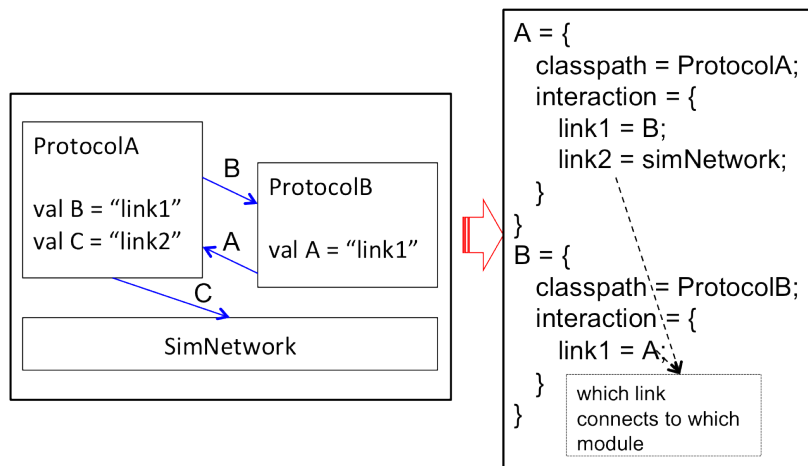 ProtocolA
val B = “link1”
val C = “link2”
B
ProtocolB
val A = “link1”
A
C
SimNetwork
A = {
classpath = ProtocolA;
interaction = {
link1 = B;
link2 = simNetwork;
}
}
B = {
classpath = ProtocolB;
interaction = {
link1 = A;
}
}
which link
connects to which
module